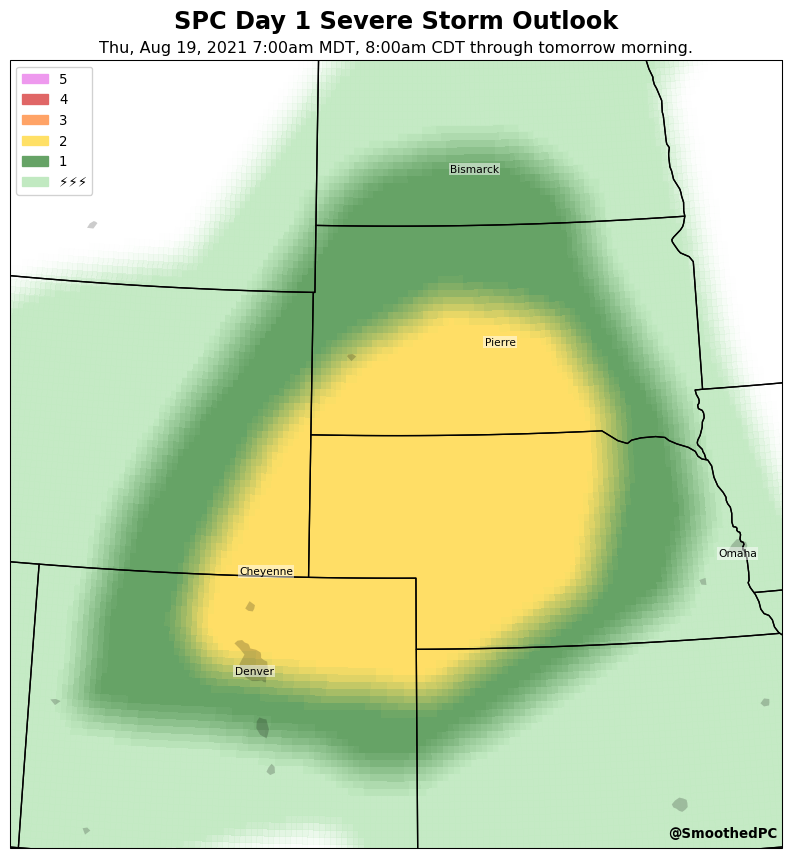 SPC Day 1 Severe Storm Outlook
Thu, Aug 19, 2021 7:00am MDT, 8:00am CDT through tomorrow morning.
5
4
3
2
1
⚡⚡⚡
Bismarck
Pierre
Omaha
Cheyenne
Denver
@SmoothedPC